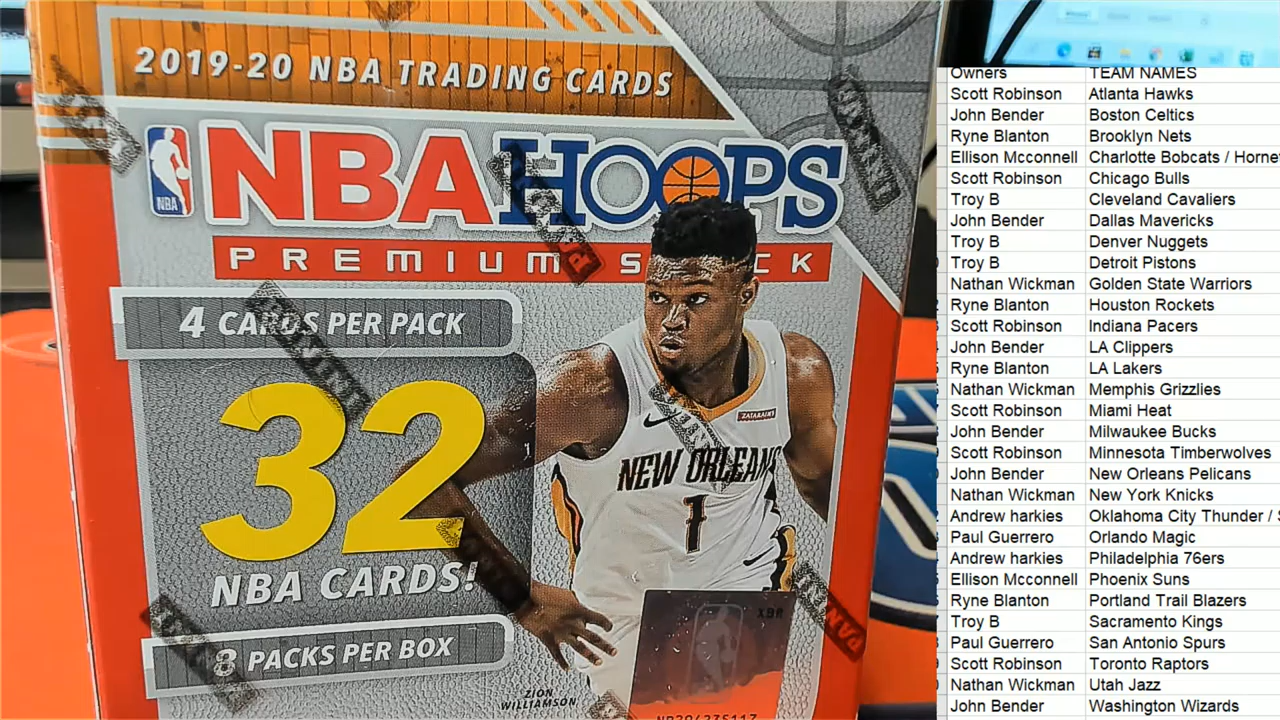 2019-20 NBA TRADING CARDS
NBA
NBA HOOPS
PREMIUM
4 CARDS PER PACK
32
NBA CARDS!
8 PACKS PER BOX
ZATARAIN'S
NEW ORLEANS
1
ZION
WILLIAMSON
XBR
PANINI
Owners TEAM NAMES
Scott Robinson Atlanta Hawks
John Bender Boston Celtics
Ryne Blanton Brooklyn Nets
Ellison Mcconnell Charlotte Bobcats / Horne
Scott Robinson Chicago Bulls
Troy B Cleveland Cavaliers
John Bender Dallas Mavericks
Troy B Denver Nuggets
Troy B Detroit Pistons
Nathan Wickman Golden State Warriors
Ryne Blanton Houston Rockets
Scott Robinson Indiana Pacers
John Bender LA Clippers
Ryne Blanton LA Lakers
Nathan Wickman Memphis Grizzlies
Scott Robinson Miami Heat
John Bender Milwaukee Bucks
Scott Robinson Minnesota Timberwolves
John Bender New Orleans Pelicans
Nathan Wickman New York Knicks
Andrew harkies Oklahoma City Thunder /
Paul Guerrero Orlando Magic
Andrew harkies Philadelphia 76ers
Ellison Mcconnell Phoenix Suns
Ryne Blanton Portland Trail Blazers
Troy B Sacramento Kings
Paul Guerrero San Antonio Spurs
Scott Robinson Toronto Raptors
Nathan Wickman Utah Jazz
John Bender Washington Wizards